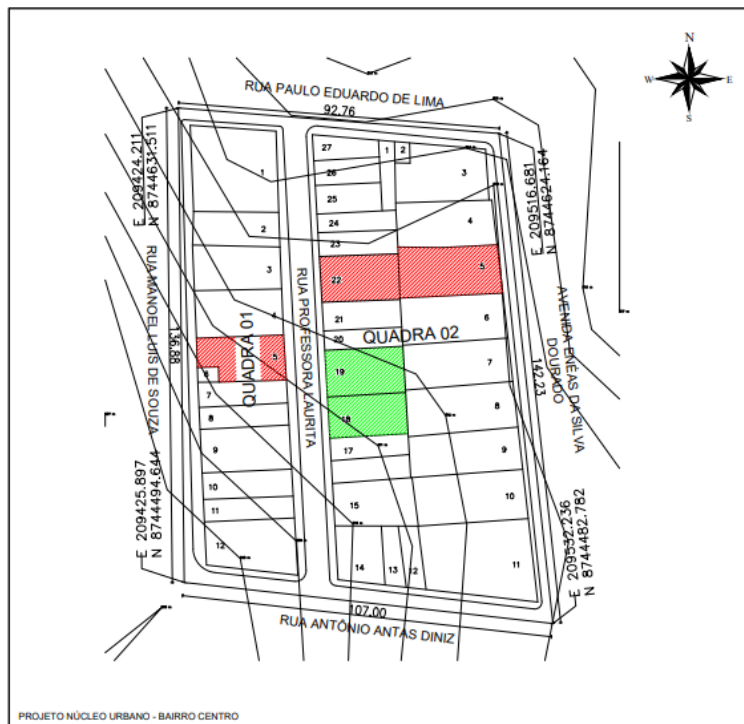 N
W
E
S
RUA PAULO EDUARDO DE LIMA
92.76
E 209424.211
N 8744631.511
E 209516.681
N 8744624.164
RUA MANOEL LUIS DE SOUZA
136.88
QUADRA 01
1
2
3
4
5
6
7
8
9
10
11
12
RUA PROFESSORA LAURITA
QUADRA 02
27
26
25
24
23
22
21
20
19
18
17
15
14
13
12
1
2
3
4
5
6
7
8
9
10
11
AVENIDA ENÉAS DA SILVA
DOURADO
142.23
E 209425.897
N 8744494.644
E 209532.236
N 8744482.782
107.00
RUA ANTÔNIO ANTAS DINIZ
PROJETO NÚCLEO URBANO - BAIRRO CENTRO